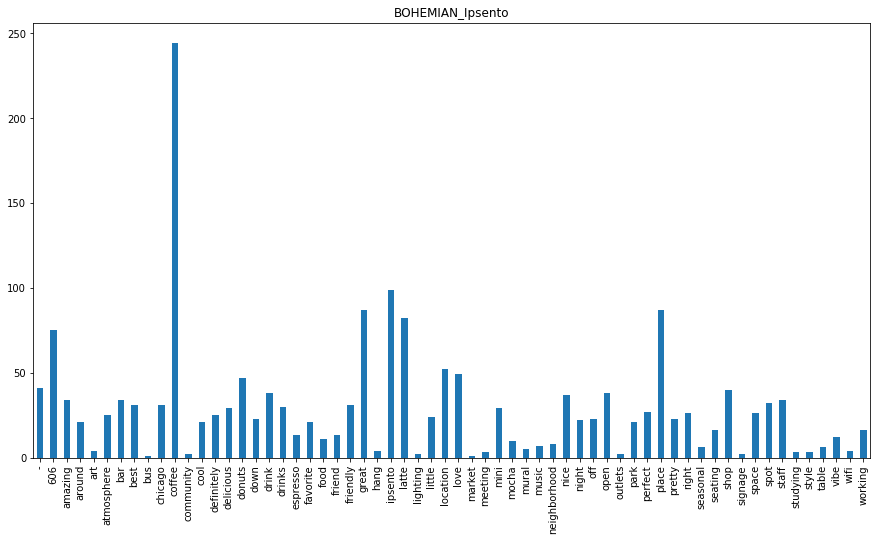 BOHEMIAN_Ipsento
250
200
150
100
50
0
-
606
amazing
around
art
atmosphere
bar
best
bus
chicago
coffee
community
cool
definitely
delicious
donuts
down
drink
drinks
espresso
favorite
food
friend
friendly
great
hang
ipsento
latte
lighting
little
location
love
market
meeting
mini
mocha
mural
music
neighborhood
nice
night
off
open
outlets
park
perfect
place
pretty
right
seasonal
seating
shop
signage
space
spot
staff
studying
style
table
vibe
wifi
working